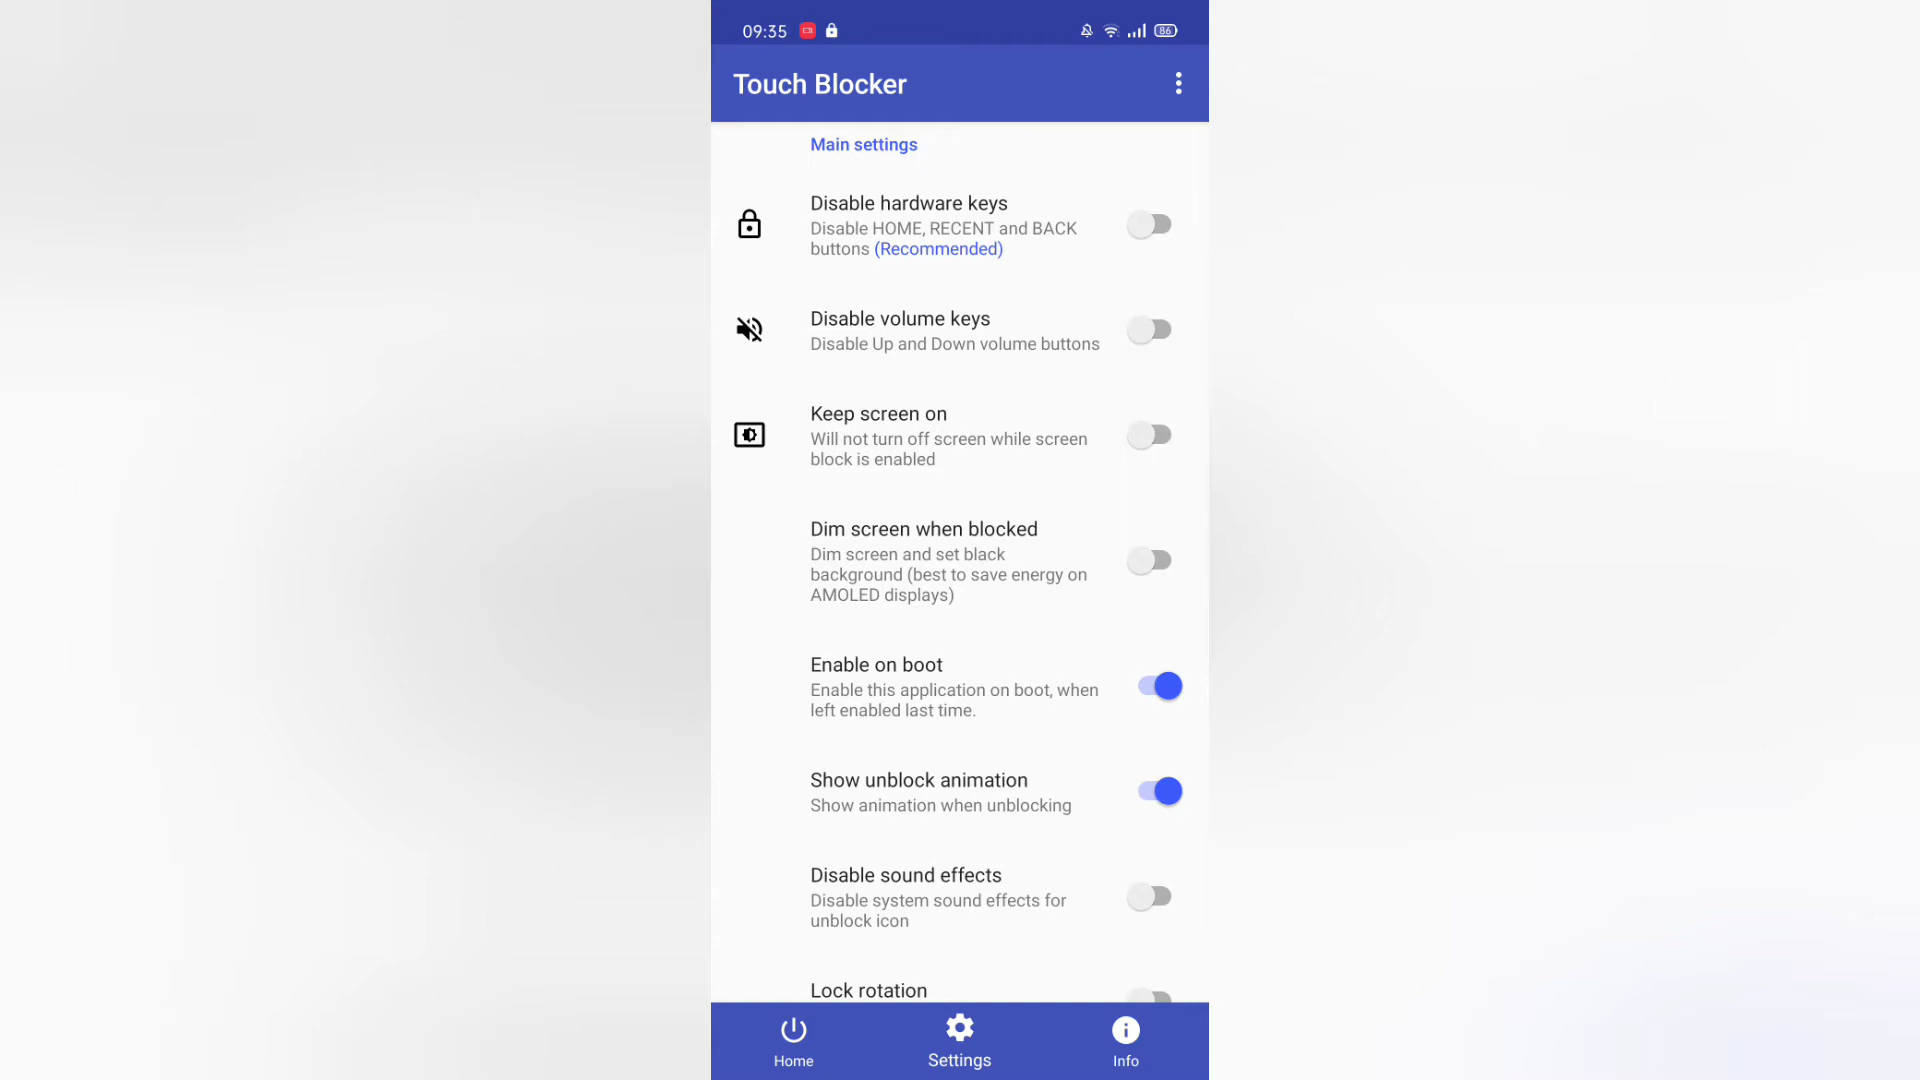 09:35
86
Touch Blocker
Main settings
Disable hardware keys
Disable HOME, RECENT and BACK
buttons (Recommended)
Disable volume keys
Disable Up and Down volume buttons
Keep screen on
Will not turn off screen while screen
block is enabled
Dim screen when blocked
Dim screen and set black
background (best to save energy on
AMOLED displays)
Enable on boot
Enable this application on boot, when
left enabled last time.
Show unblock animation
Show animation when unblocking
Disable sound effects
Disable system sound effects for
unblock icon
Lock rotation
Home
Settings
Info